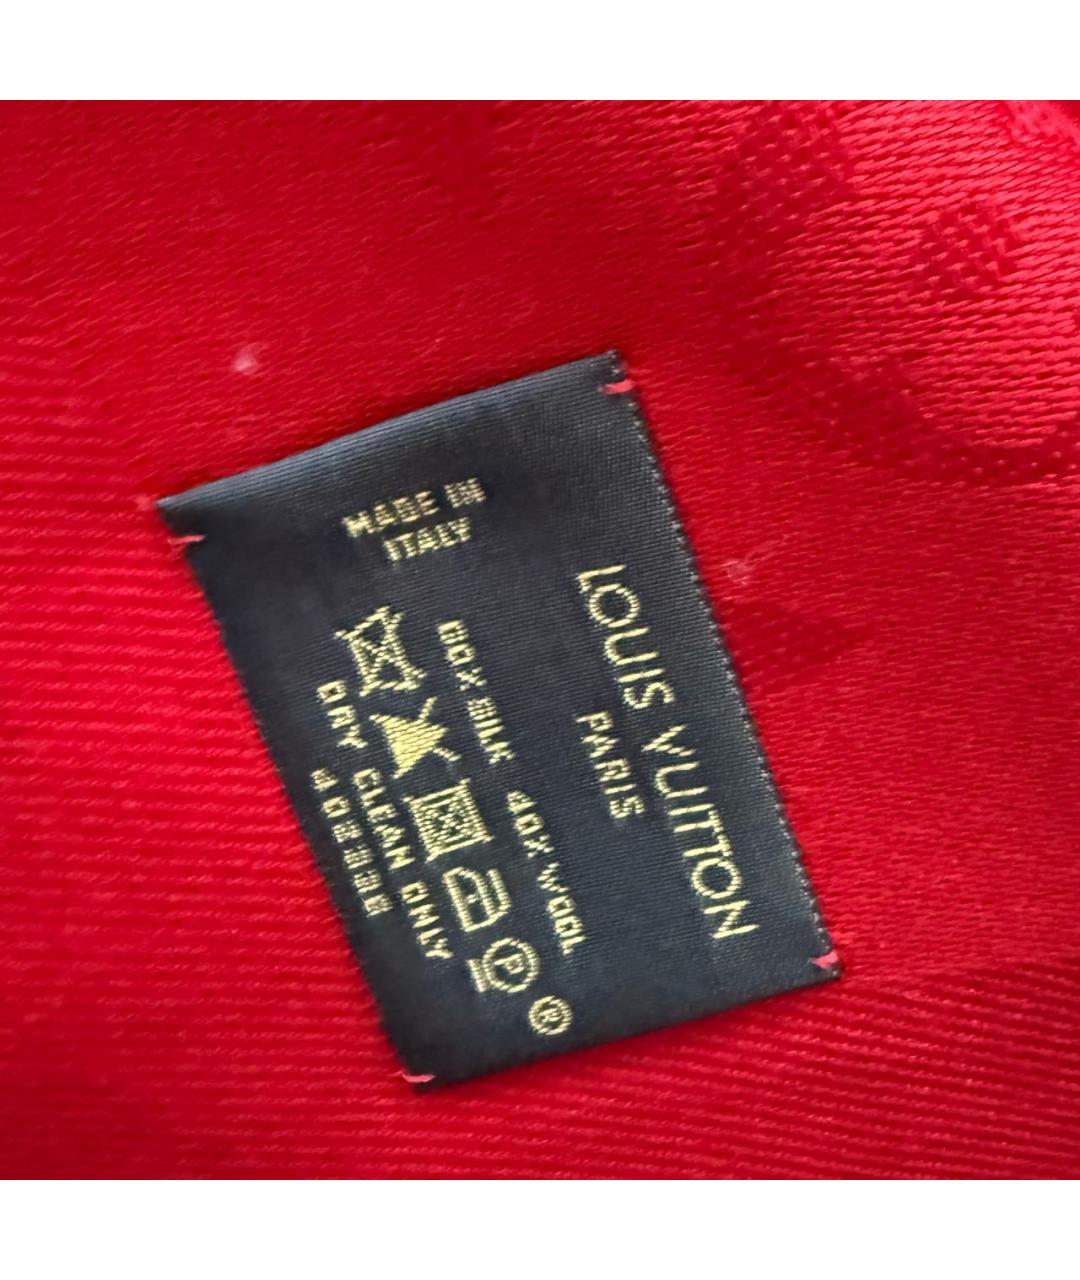 LOUIS VUITTON
PARIS
60% SILK 40% WOOL
P
®
DRY CLEAN ONLY
MADE IN
ITALY